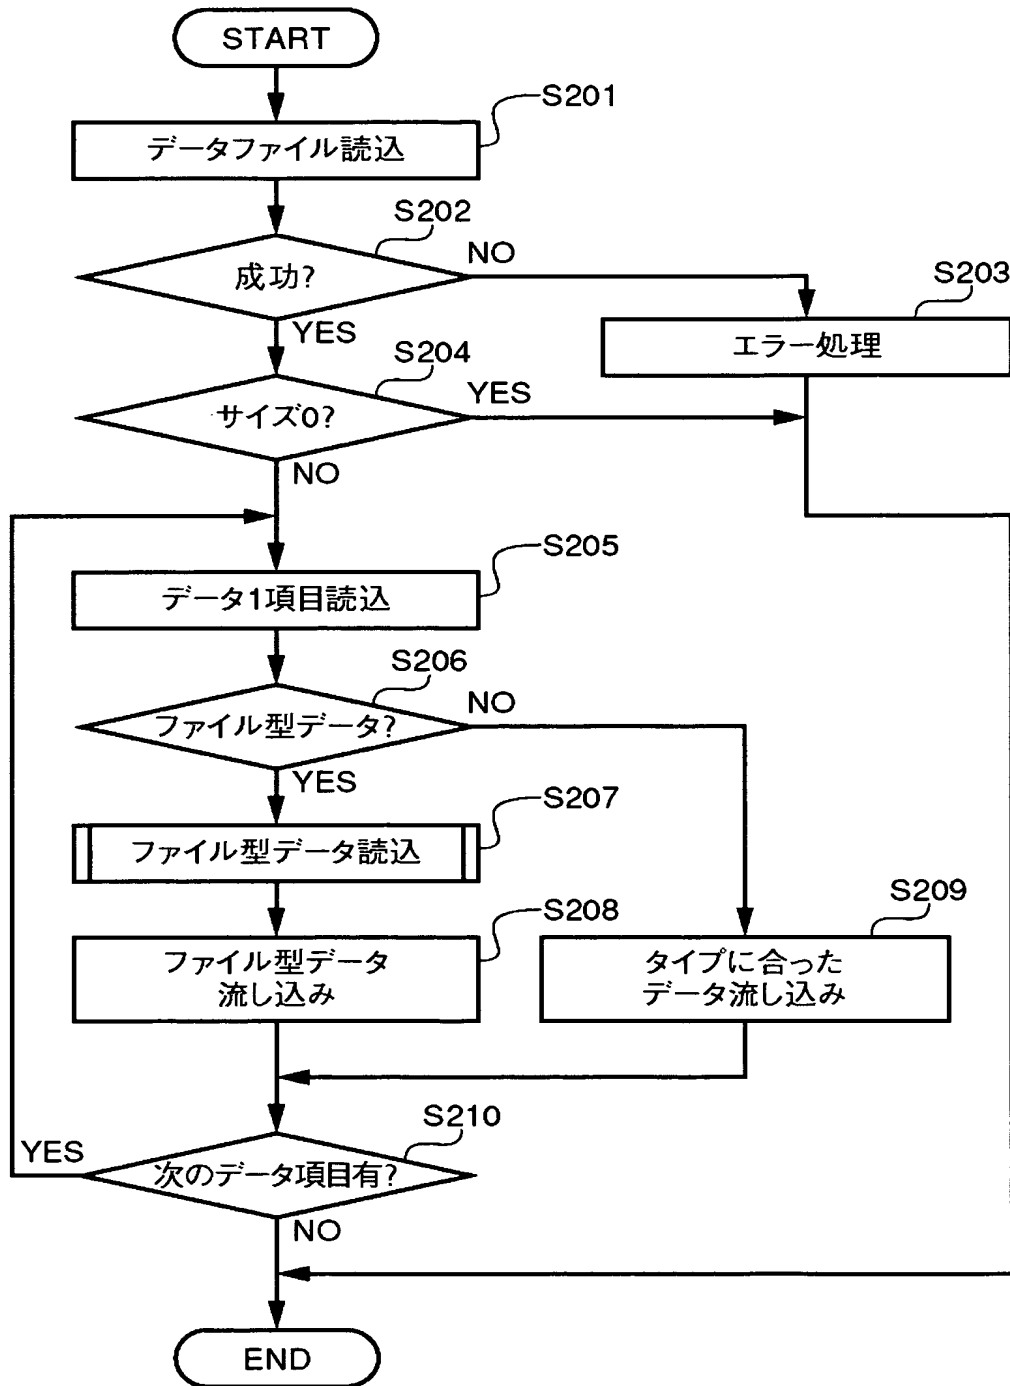 START
S201
データファイル読込
S202
成功?
NO
YES
S203
エラー処理
S204
サイズ0?
YES
NO
S205
データ1項目読込
S206
ファイル型データ?
NO
YES
S207
ファイル型データ読込
S208
ファイル型データ
流し込み
S209
タイプに合った
データ流し込み
S210
次のデータ項目有?
YES
NO
END